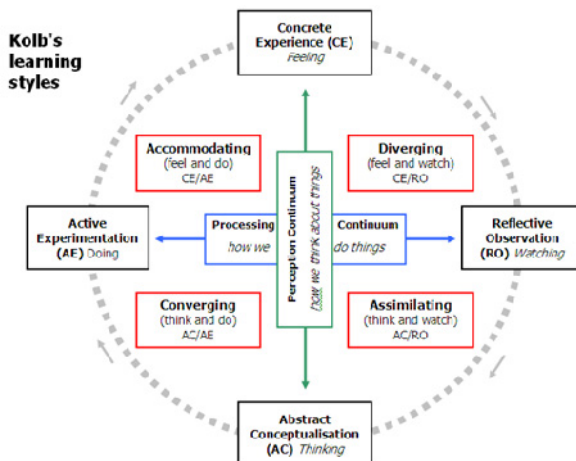 Kolb's
learning
styles
Concrete
Experience (CE)
Feeling
Accommodating
(feel and do)
CE/AE
Diverging
(feel and watch)
CE/RO
Active
Experimentation
(AE) Doing
Processing
how we
Perception Continuum
how we think about things
Continuum
do things
Reflective
Observation
(RO) Watching
Converging
(think and do)
AC/AE
Assimilating
(think and watch)
AC/RO
Abstract
Conceptualisation
(AC) Thinking